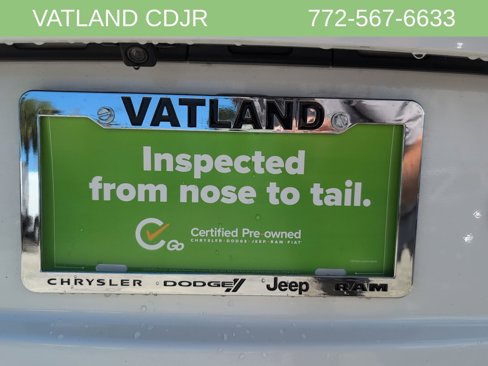 VATLAND CDJR 772-567-6633
VATLAND
Inspected
from nose to tail.
Go
Certified Pre-owned
CHRYSLER • DODGE • JEEP • RAM • FIAT
CHRYSLER DODGE Jeep RAM